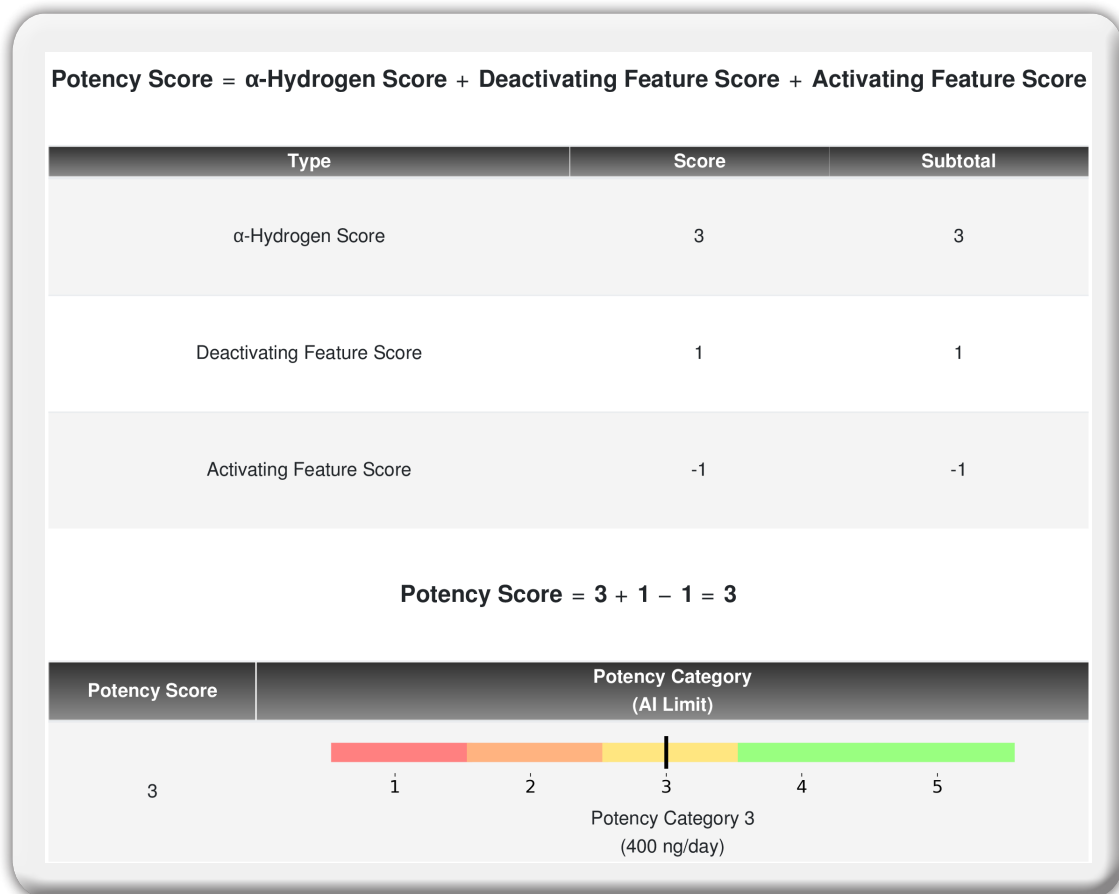 Potency Score = α-Hydrogen Score + Deactivating Feature Score + Activating Feature Score
Type Score Subtotal
α-Hydrogen Score 3 3
Deactivating Feature Score 1 1
Activating Feature Score -1 -1
Potency Score = 3 + 1 − 1 = 3
Potency Score Potency Category
(AI Limit)
3
1 2 3 4 5
Potency Category 3
(400 ng/day)